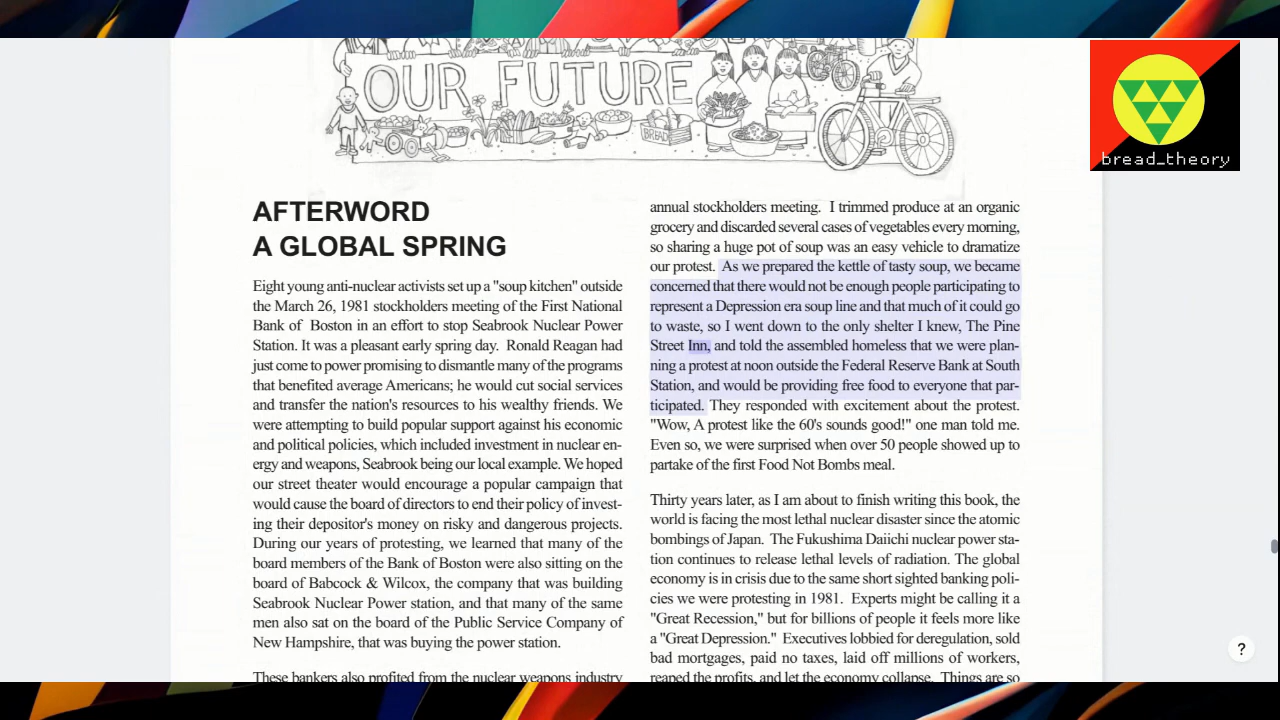 OUR FUTURE
BREAD
bread_theory
AFTERWORD
A GLOBAL SPRING
Eight young anti-nuclear activists set up a "soup kitchen" outside
the March 26, 1981 stockholders meeting of the First National
Bank of Boston in an effort to stop Seabrook Nuclear Power
Station. It was a pleasant early spring day. Ronald Reagan had
just come to power promising to dismantle many of the programs
that benefited average Americans; he would cut social services
and transfer the nation's resources to his wealthy friends. We
were attempting to build popular support against his economic
and political policies, which included investment in nuclear en-
ergy and weapons, Seabrook being our local example. We hoped
our street theater would encourage a popular campaign that
would cause the board of directors to end their policy of invest-
ing their depositor's money on risky and dangerous projects.
During our years of protesting, we learned that many of the
board members of the Bank of Boston were also sitting on the
board of Babcock & Wilcox, the company that was building
Seabrook Nuclear Power station, and that many of the same
men also sat on the board of the Public Service Company of
New Hampshire, that was buying the power station.
These bankers also profited from the nuclear weapons industry
annual stockholders meeting. I trimmed produce at an organic
grocery and discarded several cases of vegetables every morning,
so sharing a huge pot of soup was an easy vehicle to dramatize
our protest. As we prepared the kettle of tasty soup, we became
concerned that there would not be enough people participating to
represent a Depression era soup line and that much of it could go
to waste, so I went down to the only shelter I knew, The Pine
Street Inn, and told the assembled homeless that we were plan-
ning a protest at noon outside the Federal Reserve Bank at South
Station, and would be providing free food to everyone that par-
ticipated. They responded with excitement about the protest.
"Wow, A protest like the 60's sounds good!" one man told me.
Even so, we were surprised when over 50 people showed up to
partake of the first Food Not Bombs meal.
Thirty years later, as I am about to finish writing this book, the
world is facing the most lethal nuclear disaster since the atomic
bombings of Japan. The Fukushima Daiichi nuclear power sta-
tion continues to release lethal levels of radiation. The global
economy is in crisis due to the same short sighted banking poli-
cies we were protesting in 1981. Experts might be calling it a
"Great Recession," but for billions of people it feels more like
a "Great Depression." Executives lobbied for deregulation, sold
bad mortgages, paid no taxes, laid off millions of workers,
reaped the profits, and let the economy collapse. Things are so
?